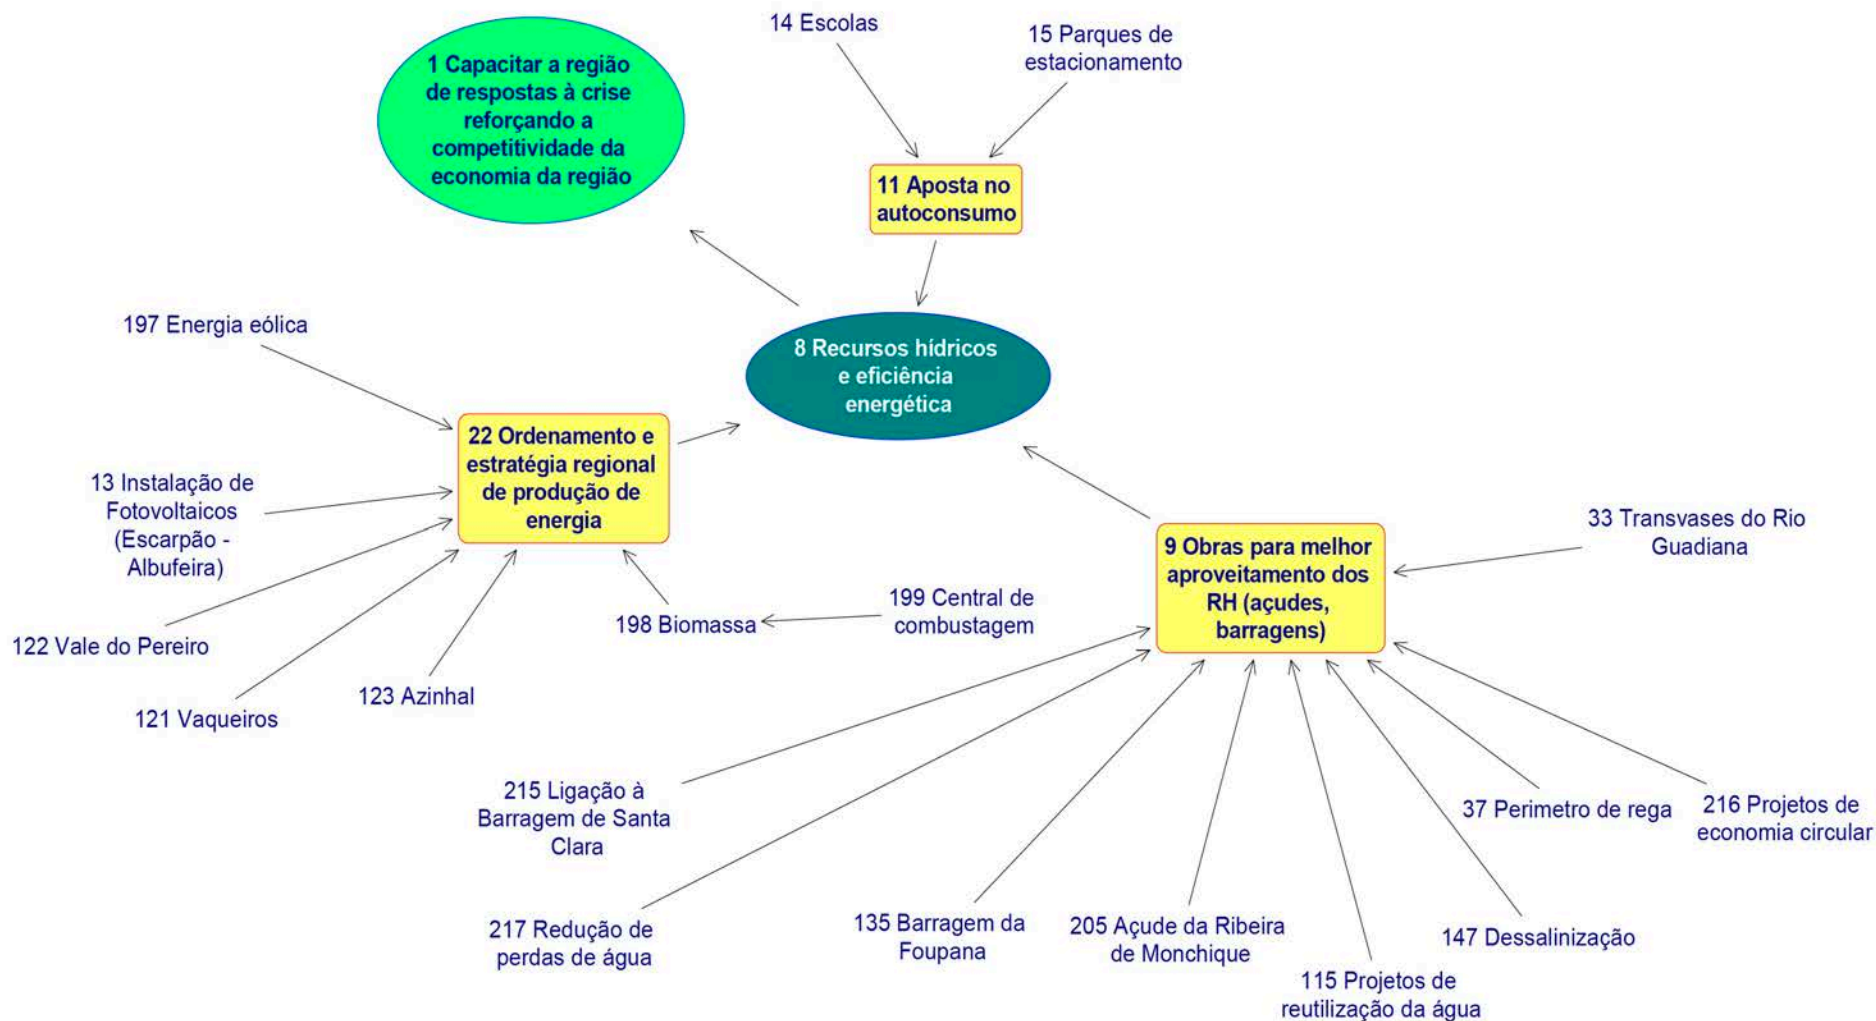 14 Escolas
15 Parques de
estacionamento
1 Capacitar a região
de respostas à crise
reforçando a
competitividade da
economia da região
11 Aposta no
autoconsumo
197 Energia eólica
8 Recursos hídricos
e eficiência
energética
22 Ordenamento e
estratégia regional
de produção de
energia
13 Instalação de
Fotovoltaicos
(Escarpão -
Albufeira)
33 Transvases do Rio
Guadiana
9 Obras para melhor
aproveitamento dos
RH (açudes,
barragens)
199 Central de
combustagem
198 Biomassa
122 Vale do Pereiro
123 Azinhal
121 Vaqueiros
215 Ligação à
Barragem de Santa
Clara
37 Perimetro de rega
216 Projetos de
economia circular
217 Redução de
perdas de água
135 Barragem da
Foupana
205 Açude da Ribeira
de Monchique
147 Dessalinização
115 Projetos de
reutilização da água